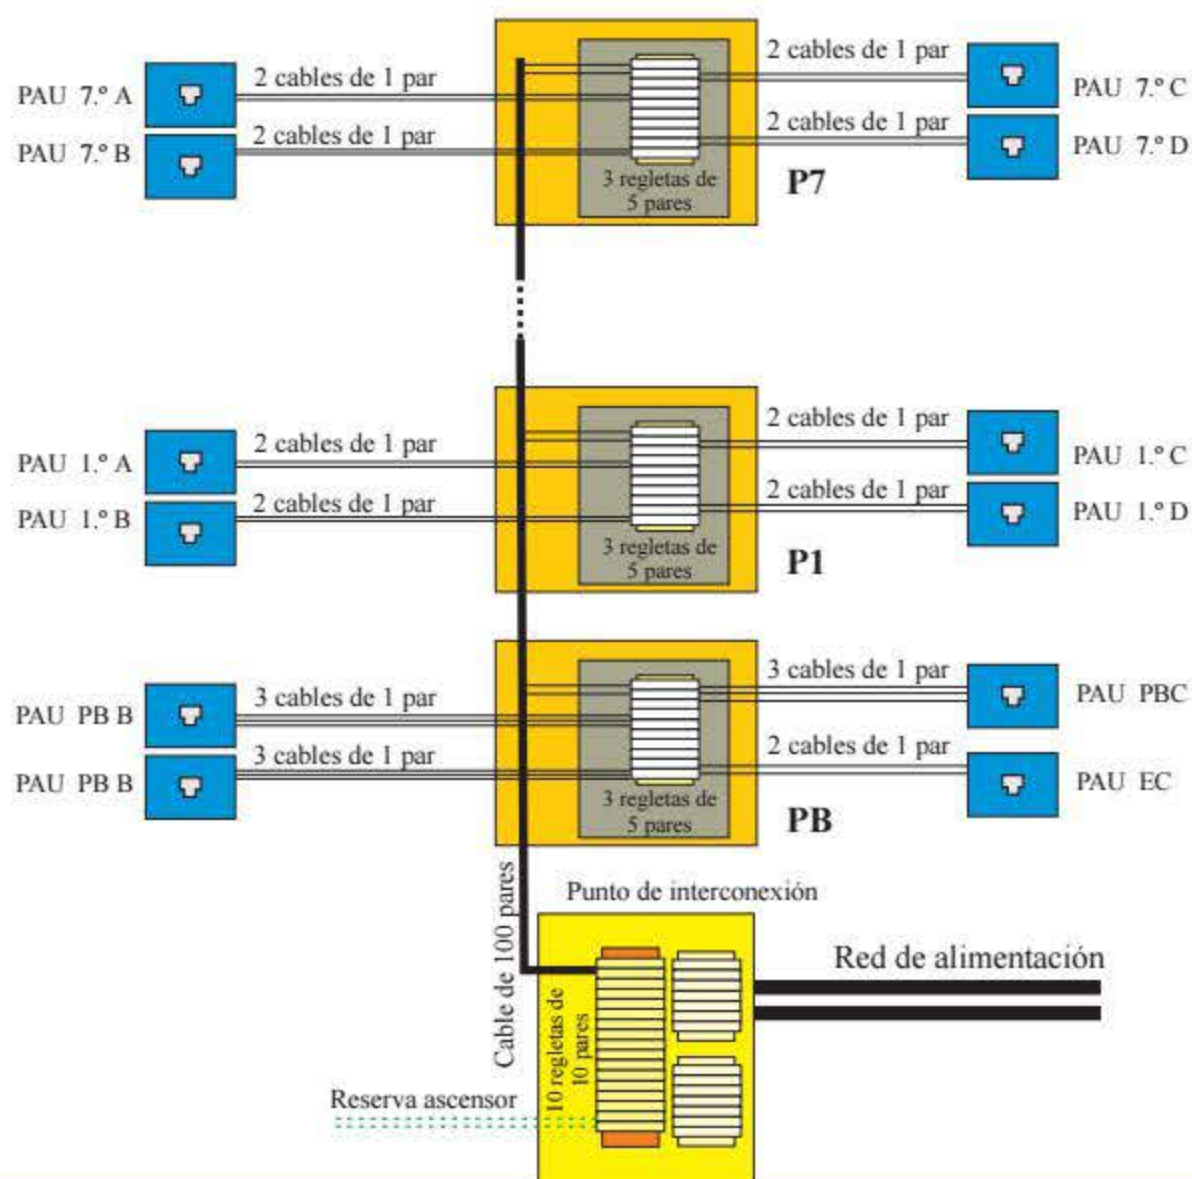 2 cables de 1 par
2 cables de 1 par
PAU 7.º A
PAU 7.º C
2 cables de 1 par
2 cables de 1 par
PAU 7.º B
PAU 7.º D
3 regletas de
5 pares
P7
2 cables de 1 par
2 cables de 1 par
PAU 1.º A
PAU 1.º C
2 cables de 1 par
2 cables de 1 par
PAU 1.º B
PAU 1.º D
3 regletas de
5 pares
P1
3 cables de 1 par
3 cables de 1 par
PAU PB B
PAU PBC
3 cables de 1 par
2 cables de 1 par
PAU PB B
PAU EC
3 regletas de
5 pares
PB
Cable de 100 pares
Punto de interconexión
10 regletas de
10 pares
Red de alimentación
Reserva ascensor